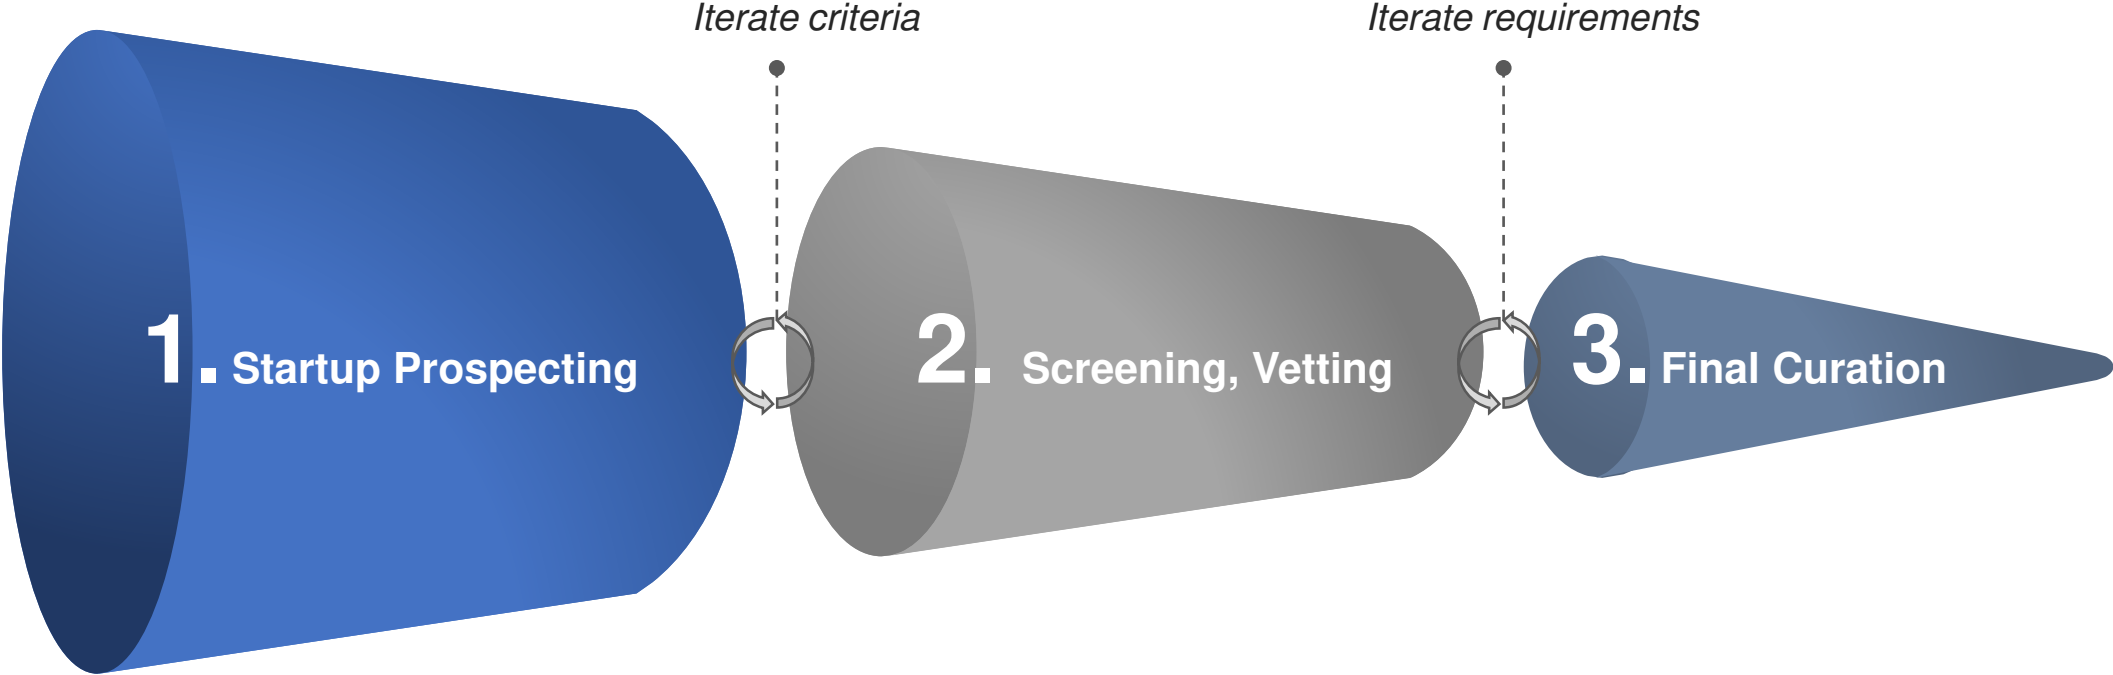 Iterate criteria
Iterate requirements
1. Startup Prospecting
2. Screening, Vetting
3. Final Curation